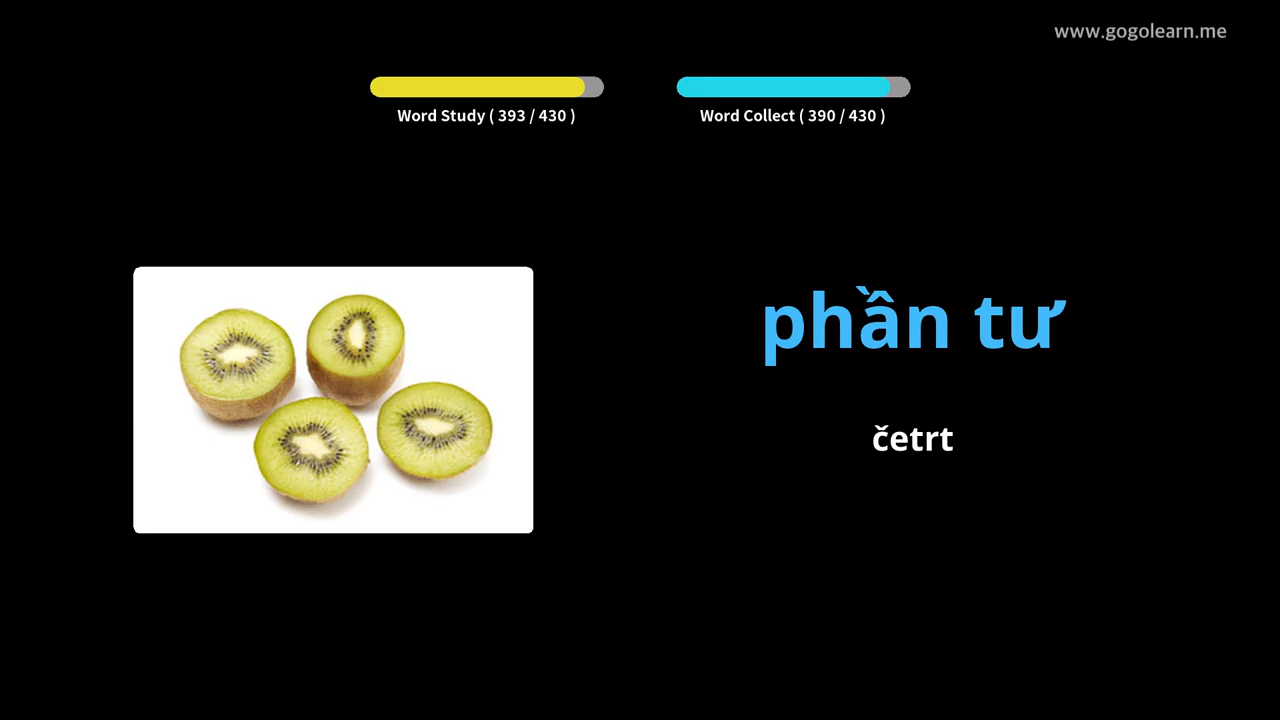 www.gogolearn.me
Word Study ( 393 / 430 )
Word Collect ( 390 / 430 )
phần tư
četrt